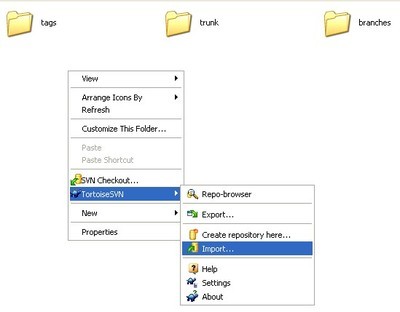 tags
trunk
branches
View
Arrange Icons By
Refresh
Customize This Folder...
Paste
Paste Shortcut
SVN Checkout...
TortoiseSVN
New
Properties
Repo-browser
Export...
Create repository here...
Import...
Help
Settings
About